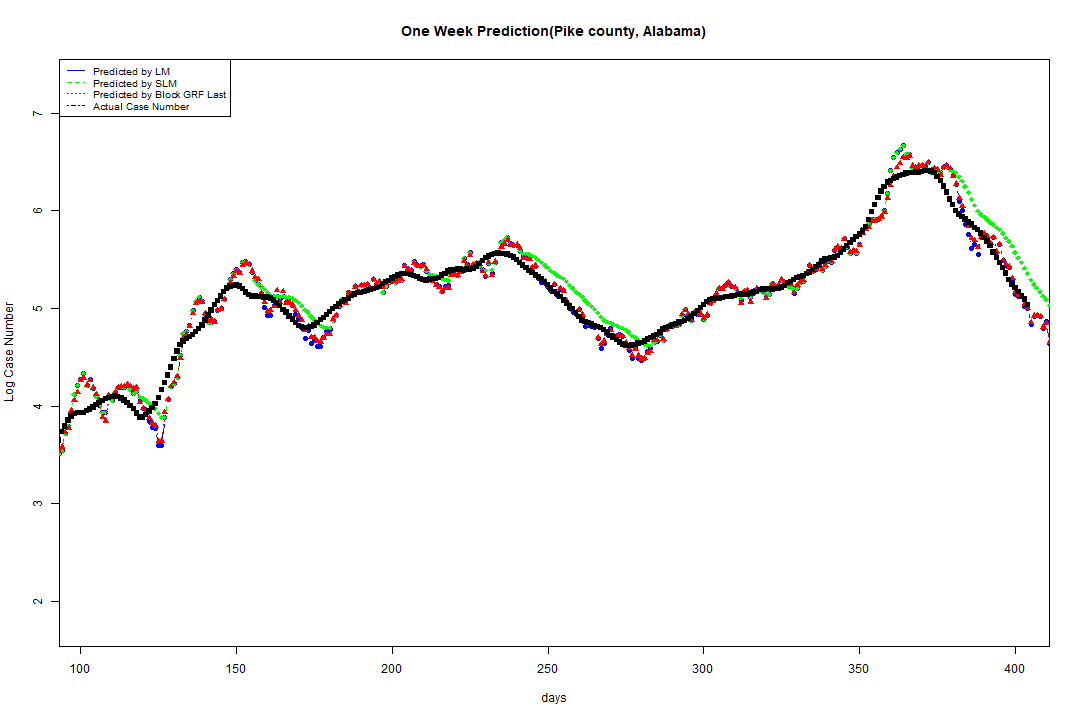 One Week Prediction(Pike county, Alabama)
Predicted by LM
Predicted by SLM
Predicted by Block GRF Last
Actual Case Number
7
6
5
4
3
2
Log Case Number
100 150 200 250 300 350 400
days